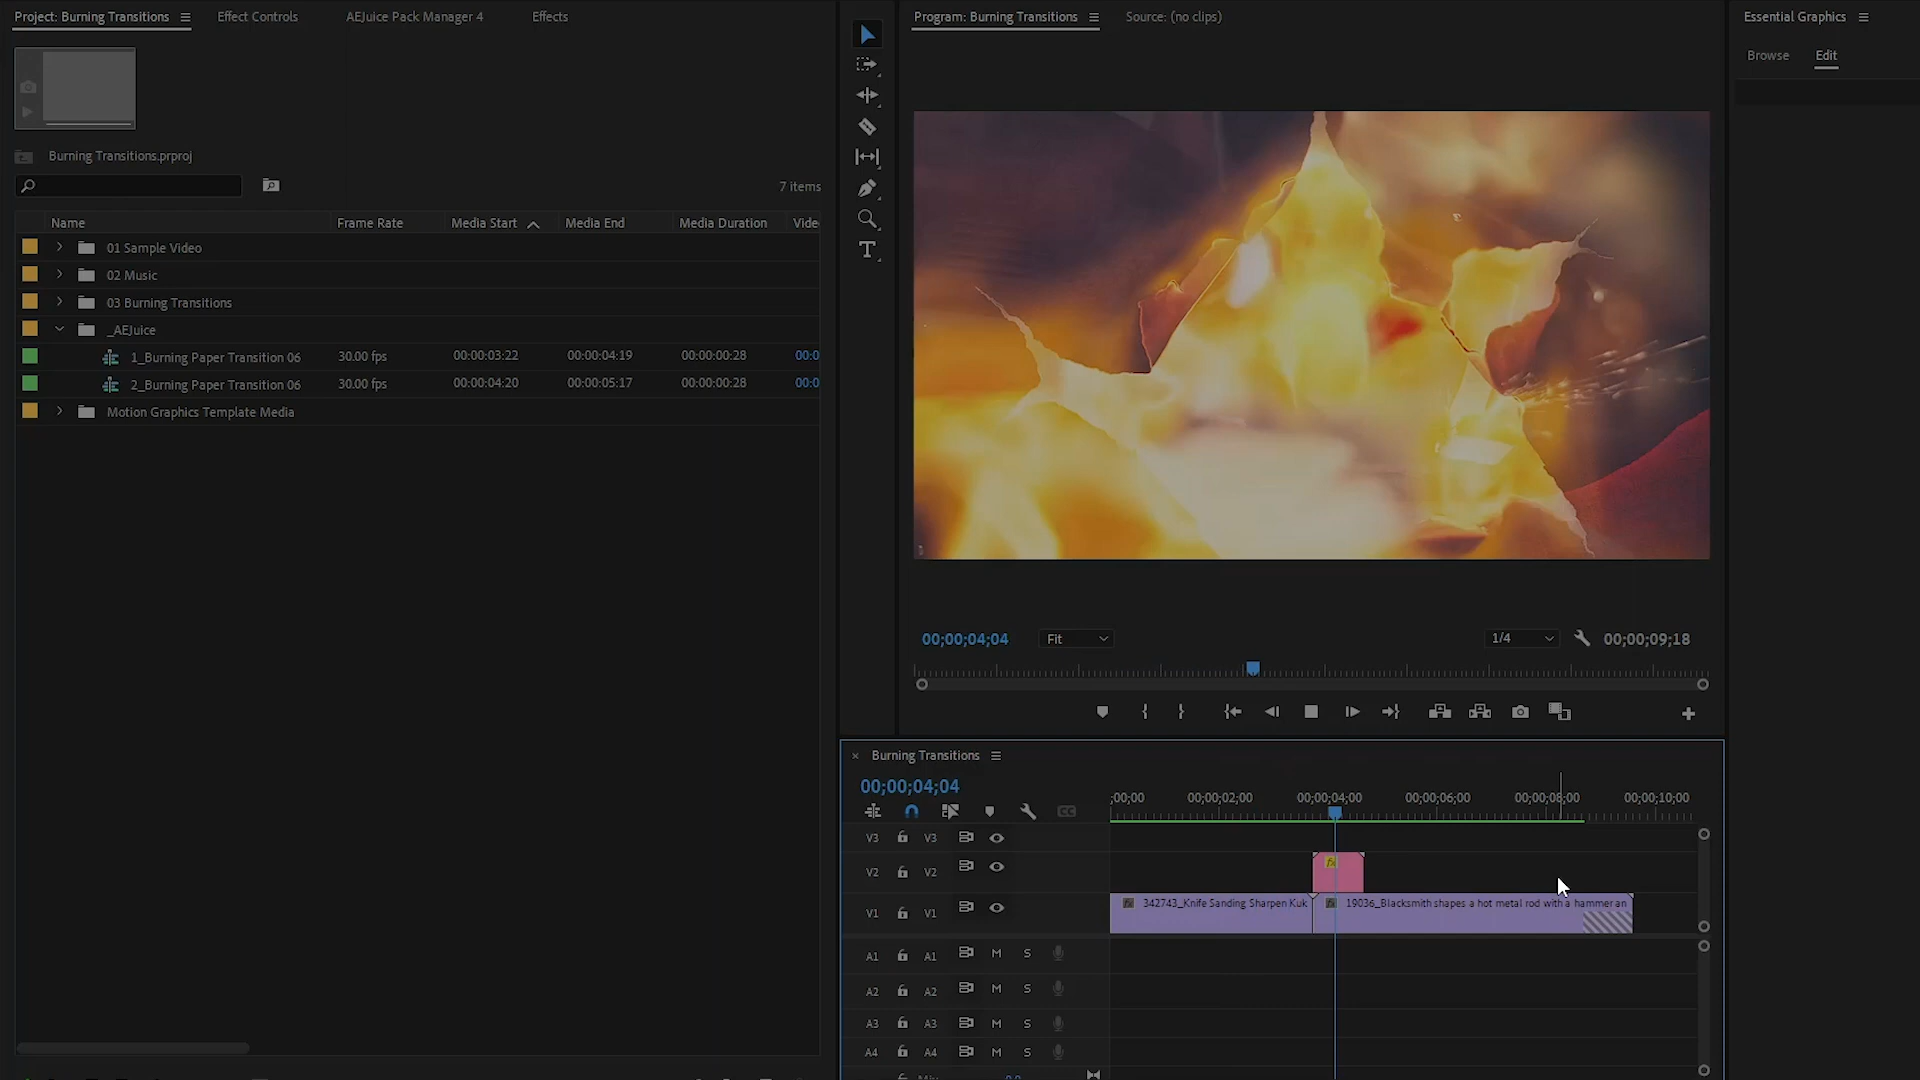 Project: Burning Transitions
Effect Controls
AEJuice Pack Manager 4
Effects
Program: Burning Transitions
Source: (no clips)
Essential Graphics
Browse
Edit
Burning Transitions.prproj
7 items
Name
Frame Rate
Media Start
Media End
Media Duration
01 Sample Video
02 Music
03 Burning Transitions
_AEJuice
1_Burning Paper Transition 06
30.00 fps
00:00:03:22
00:00:04:19
00:00:00:28
2_Burning Paper Transition 06
30.00 fps
00:00:04:20
00:00:05:17
00:00:00:28
Motion Graphics Template Media
00;00;04;04
Fit
1/4
00;00;09;18
Burning Transitions
00;00;04;04
;00;00
00;00;02;00
00;00;04;00
00;00;06;00
00;00;08;00
00;00;10;00
V3 V3
V2 V2
fx
V1 V1
fx 342743_Knife Sanding Sharpen Kuk
fx 19036_Blacksmith shapes a hot metal rod with a hammer an
A1 A1 M S
A2 A2 M S
A3 A3 M S
A4 A4 M S